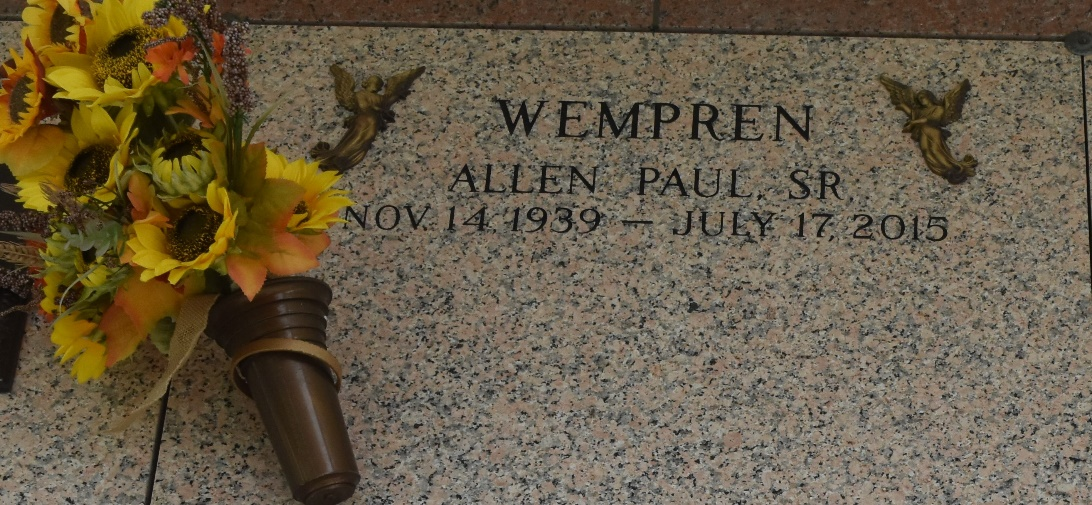 WEMPREN
ALLEN PAUL, SR.
NOV. 14, 1939 — JULY 17, 2015